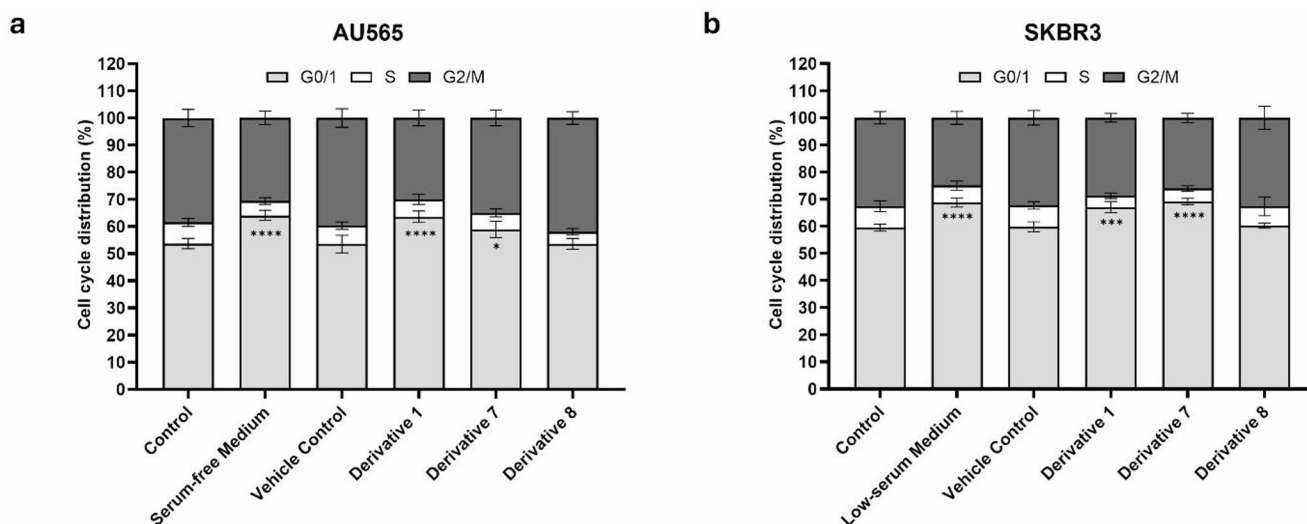 a
AU565
G0/1 S G2/M
Cell cycle distribution (%)
120
110
100
90
80
70
60
50
40
30
20
10
0
****
****
*
Control
Serum-free Medium
Vehicle Control
Derivative 1
Derivative 7
Derivative 8
b
SKBR3
G0/1 S G2/M
Cell cycle distribution (%)
120
110
100
90
80
70
60
50
40
30
20
10
0
****
***
****
Control
Low-serum Medium
Vehicle Control
Derivative 1
Derivative 7
Derivative 8